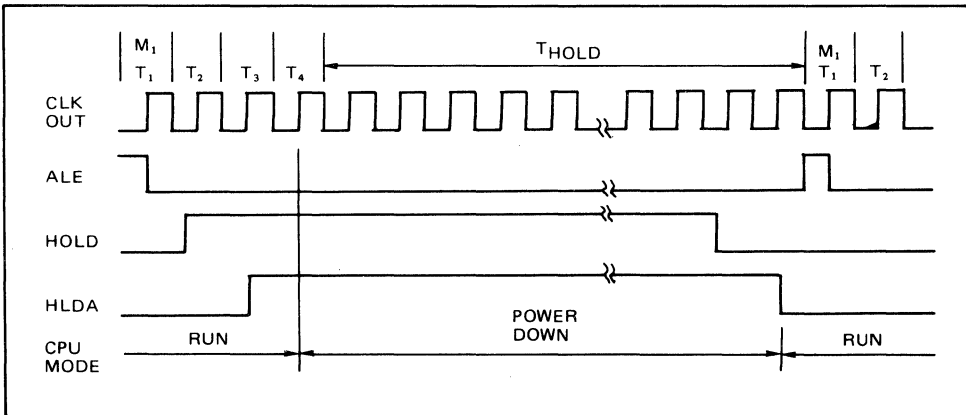 M₁ T_HOLD M₁
T₁ T₂ T₃ T₄ T₁ T₂
CLK
OUT
ALE
HOLD
HLDA
POWER
DOWN
RUN RUN
CPU
MODE